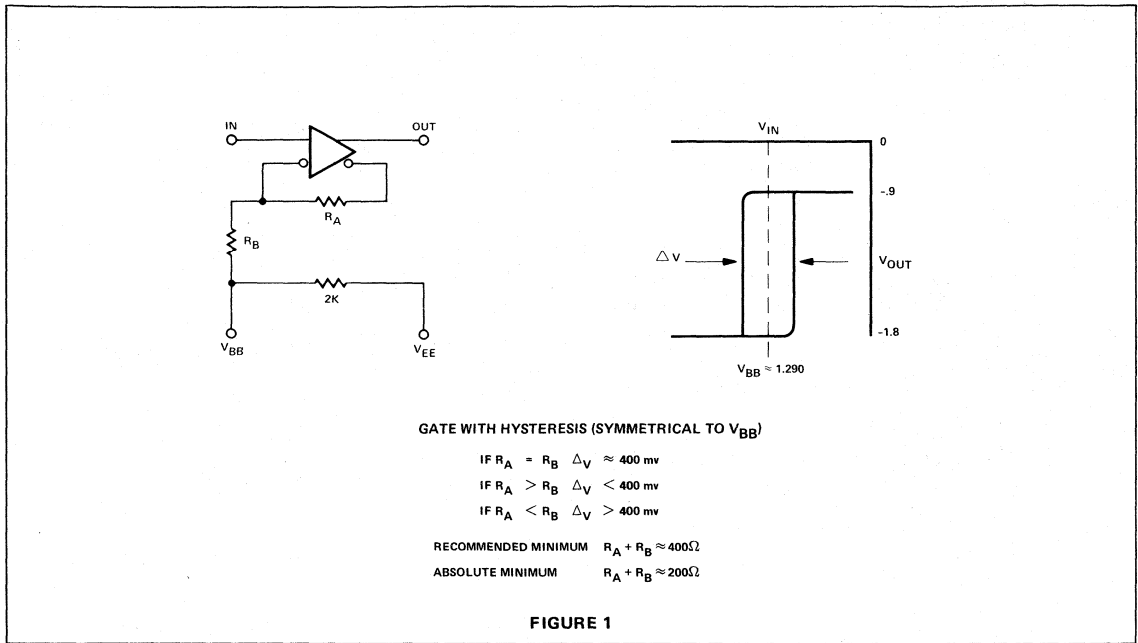 IN
OUT
R_A
R_B
2K
V_BB
V_EE
V_IN
0
-.9
△V
V_OUT
-1.8
V_BB ≈ 1.290
GATE WITH HYSTERESIS (SYMMETRICAL TO V_BB)
IF R_A = R_B △_V ≈ 400 mv
IF R_A > R_B △_V < 400 mv
IF R_A < R_B △_V > 400 mv
RECOMMENDED MINIMUM R_A + R_B ≈ 400Ω
ABSOLUTE MINIMUM R_A + R_B ≈ 200Ω
FIGURE 1